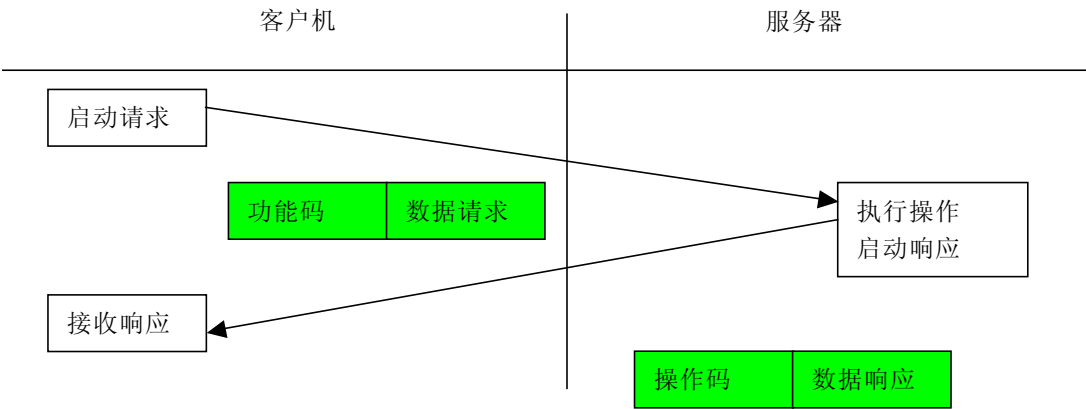 客户机
服务器
启动请求
功能码
数据请求
执行操作
启动响应
接收响应
操作码
数据响应